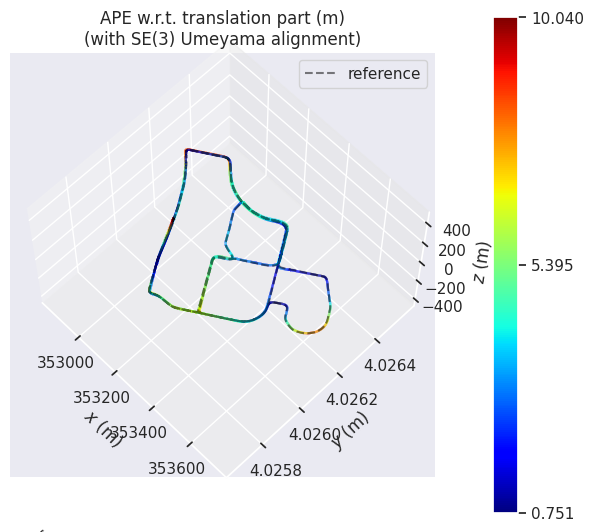 APE w.r.t. translation part (m)
(with SE(3) Umeyama alignment)
reference
10.040
5.395
0.751
400
200
0
−200
−400
z (m)
4.0264
4.0262
4.0260
4.0258
y (m)
353000
353200
353400
353600
x (m)